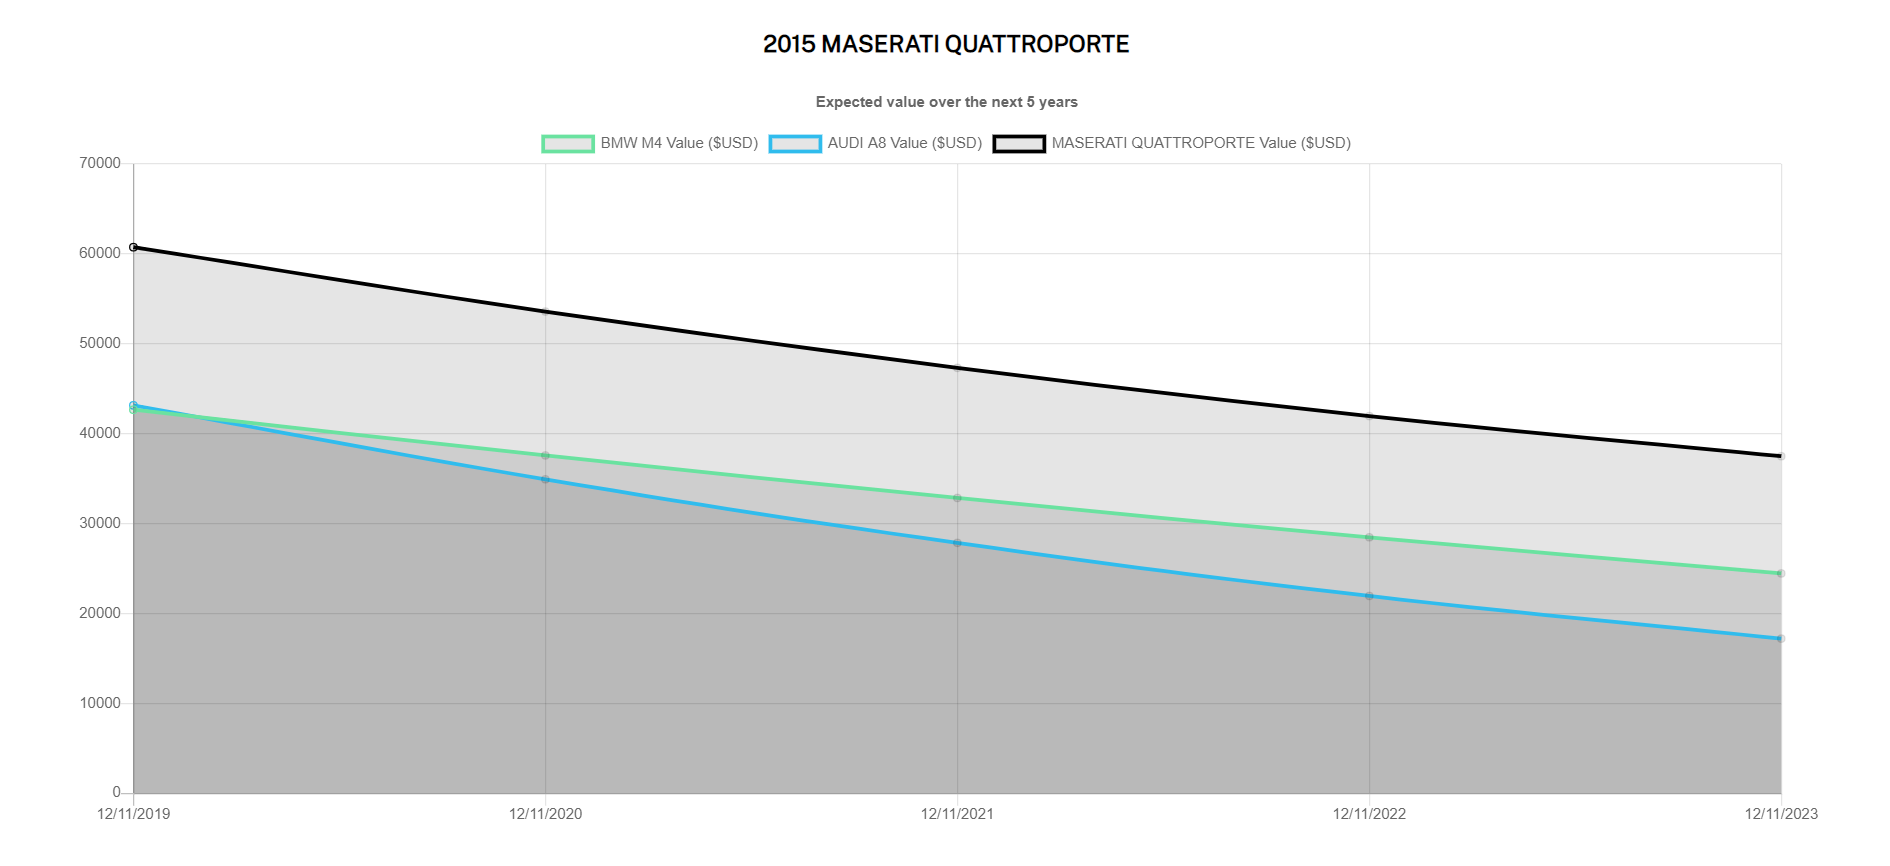 2015 MASERATI QUATTROPORTE
Expected value over the next 5 years
BMW M4 Value ($USD) AUDI A8 Value ($USD) MASERATI QUATTROPORTE Value ($USD)
70000
60000
50000
40000
30000
20000
10000
0
12/11/2019 12/11/2020 12/11/2021 12/11/2022 12/11/2023